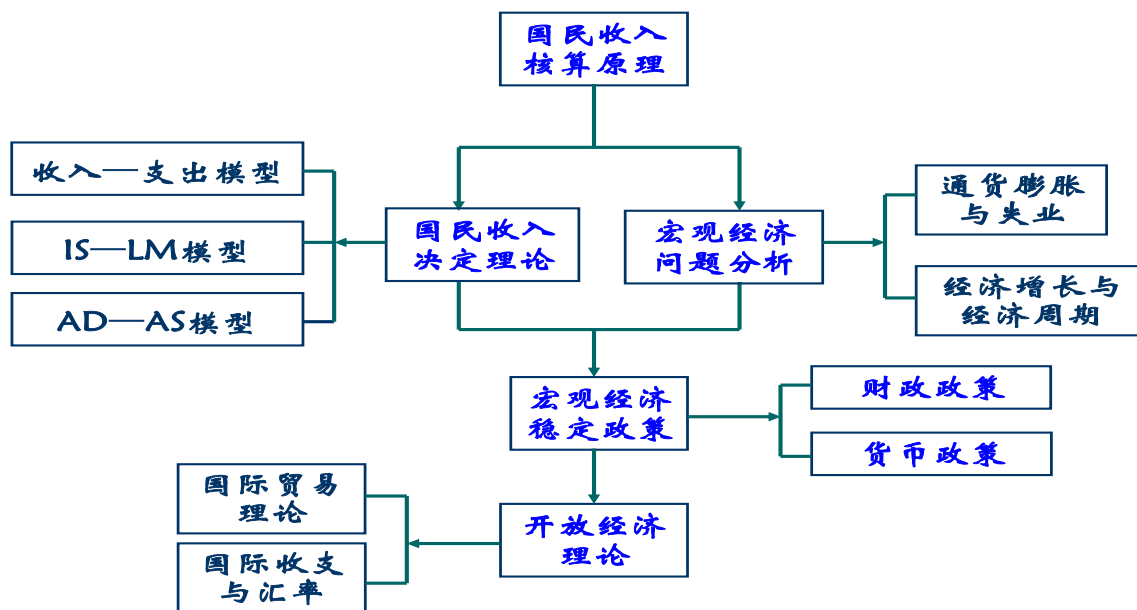 国民收入
核算原理
收入—支出模型
IS—LM模型
AD—AS模型
国民收入
决定理论
宏观经济
问题分析
通货膨胀
与失业
经济增长与
经济周期
宏观经济
稳定政策
财政政策
货币政策
国际贸易
理论
国际收支
与汇率
开放经济
理论